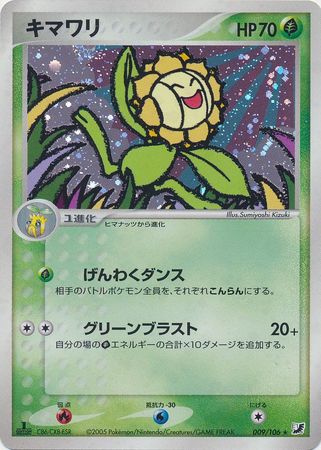 キマワリ HP70
1進化
ヒマナッツから進化
Illus.Sumiyoshi Kizuki
げんわくダンス
相手のバトルポケモン全員を、それぞれこんらんにする。
グリーンブラスト 20+
自分の場のエネルギーの合計×10ダメージを追加する。
弱点 抵抗力 -30 にげる
©2005 Pokémon/Nintendo/Creatures/GAME FREAK. 009/106 ★